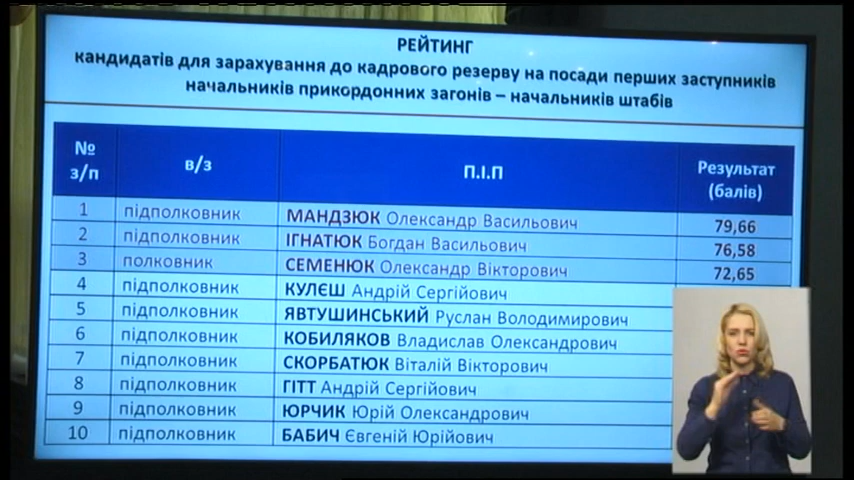 РЕЙТИНГ
кандидатів для зарахування до кадрового резерву на посади перших заступників
начальників прикордонних загонів – начальників штабів
№ з/п в/з П.І.П Результат (балів)
1 підполковник МАНДЗЮК Олександр Васильович 79,66
2 підполковник ІГНАТЮК Богдан Васильович 76,58
3 полковник СЕМЕНЮК Олександр Вікторович 72,65
4 підполковник КУЛЄШ Андрій Сергійович
5 підполковник ЯВТУШИНСЬКИЙ Руслан Володимирович
6 підполковник КОБИЛЯКОВ Владислав Олександрович
7 підполковник СКОРБАТЮК Віталій Вікторович
8 підполковник ГІТТ Андрій Сергійович
9 підполковник ЮРЧИК Юрій Олександрович
10 підполковник БАБИЧ Євгеній Юрійович